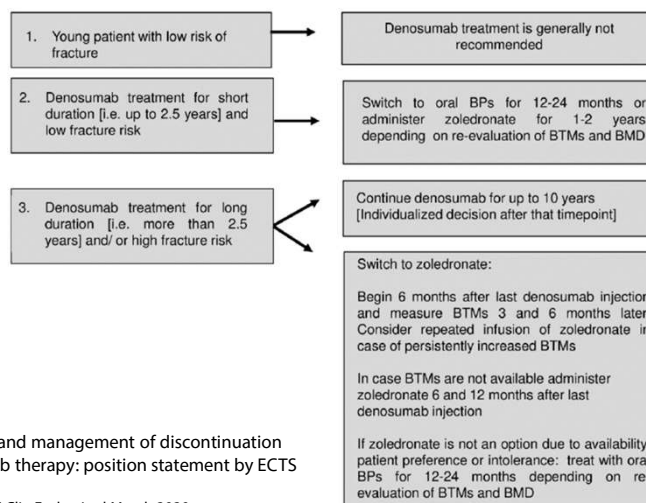 1. Young patient with low risk of
fracture
Denosumab treatment is generally not
recommended
2. Denosumab treatment for short
duration [i.e. up to 2.5 years] and
low fracture risk
Switch to oral BPs for 12-24 months or
administer zoledronate for 1-2 years
depending on re-evaluation of BTMs and BMD
3. Denosumab treatment for long
duration [i.e. more than 2.5
years] and/ or high fracture risk
Continue denosumab for up to 10 years
[Individualized decision after that timepoint]
Switch to zoledronate:
Begin 6 months after last denosumab injection
and measure BTMs 3 and 6 months later
Consider repeated infusion of zoledronate in
case of persistently increased BTMs
In case BTMs are not available administer
zoledronate 6 and 12 months after last
denosumab injection
If zoledronate is not an option due to availability,
patient preference or intolerance: treat with oral
BPs for 12-24 months depending on re-
evaluation of BTMs and BMD
and management of discontinuation
b therapy: position statement by ECTS